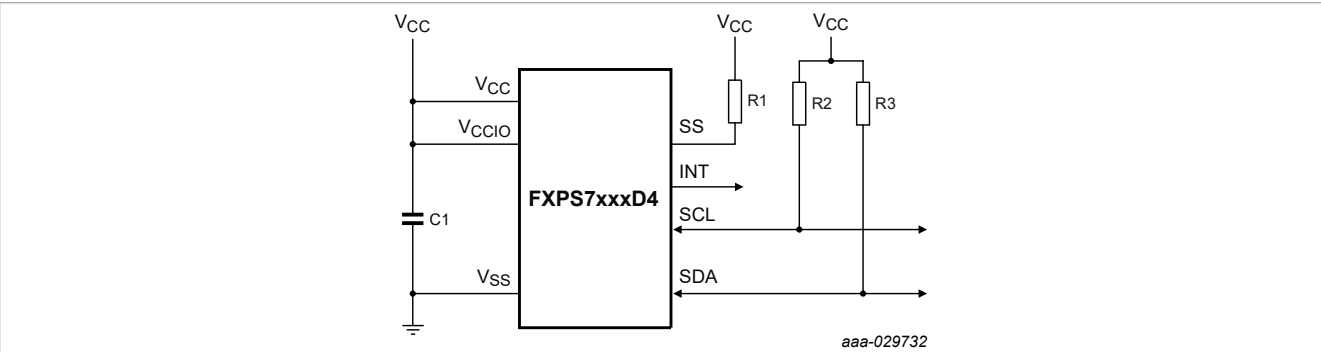 VCC
VCC
VCC
VCC
R1
R2
R3
VCCIO
SS
INT
FXPS7xxxD4
C1
SCL
VSS
SDA
aaa-029732